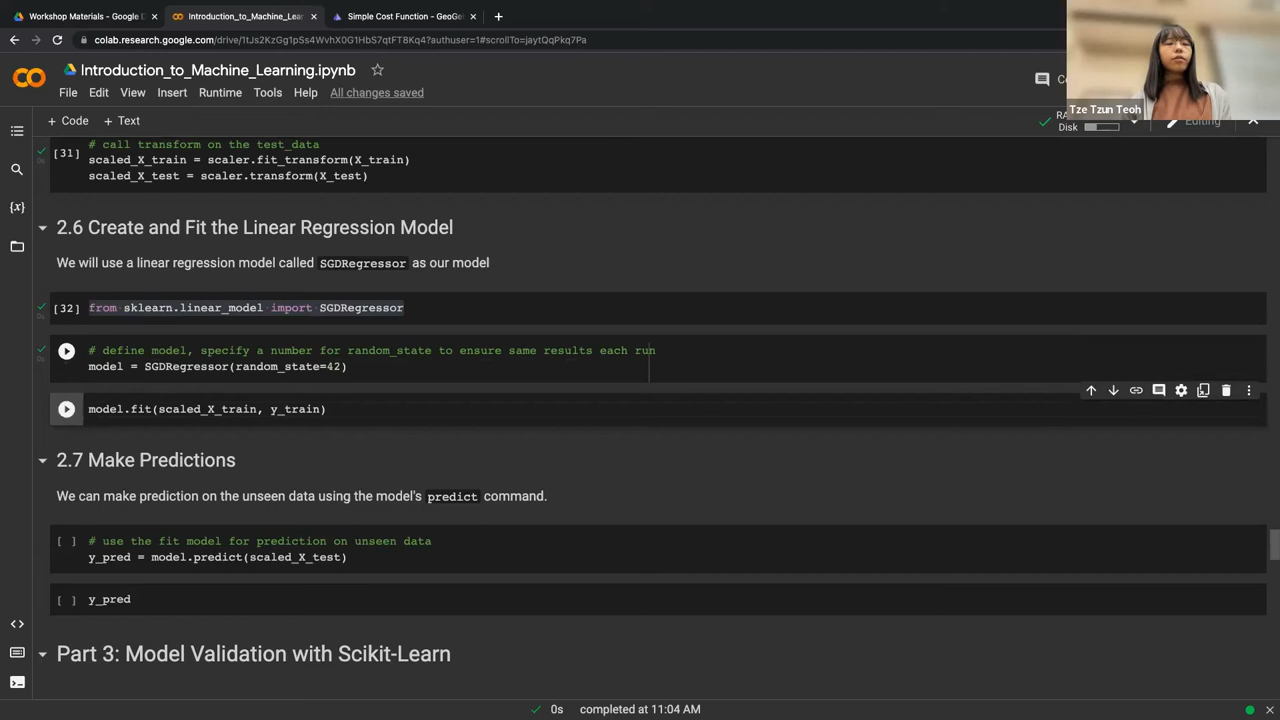 Workshop Materials - Google D
Introduction_to_Machine_Learni
Simple Cost Function – GeoGe
colab.research.google.com/drive/1tJs2KzGg1pSs4WvhX0G1HbS7qtFT8Kq4?authuser=1#scrollTo=jaytQqPkq7Pa
Introduction_to_Machine_Learning.ipynb
File Edit View Insert Runtime Tools Help All changes saved
Tze Tzun Teoh
+ Code + Text
RA
Disk
Editing
# call transform on the test_data
[31]
scaled_X_train = scaler.fit_transform(X_train)
scaled_X_test = scaler.transform(X_test)
2.6 Create and Fit the Linear Regression Model
We will use a linear regression model called SGDRegressor as our model
[32] from sklearn.linear_model import SGDRegressor
0s
# define model, specify a number for random_state to ensure same results each run
model = SGDRegressor(random_state=42)
model.fit(scaled_X_train, y_train)
2.7 Make Predictions
We can make prediction on the unseen data using the model's predict command.
[ ] # use the fit model for prediction on unseen data
y_pred = model.predict(scaled_X_test)
[ ] y_pred
Part 3: Model Validation with Scikit-Learn
0s completed at 11:04 AM